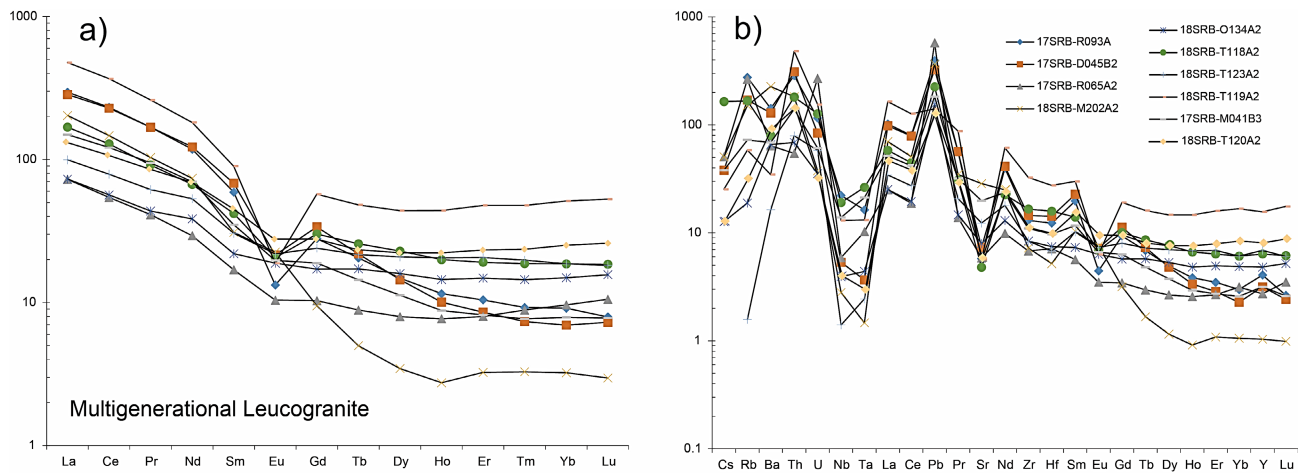 a)
1000
100
10
1
Multigenerational Leucogranite
La Ce Pr Nd Sm Eu Gd Tb Dy Ho Er Tm Yb Lu
b)
1000
100
10
1
0.1
17SRB-R093A
17SRB-D045B2
17SRB-R065A2
18SRB-M202A2
18SRB-O134A2
18SRB-T118A2
18SRB-T123A2
18SRB-T119A2
17SRB-M041B3
18SRB-T120A2
Cs Rb Ba Th U Nb Ta La Ce Pb Pr Sr Nd Zr Hf Sm Eu Gd Tb Dy Ho Er Yb Y Lu